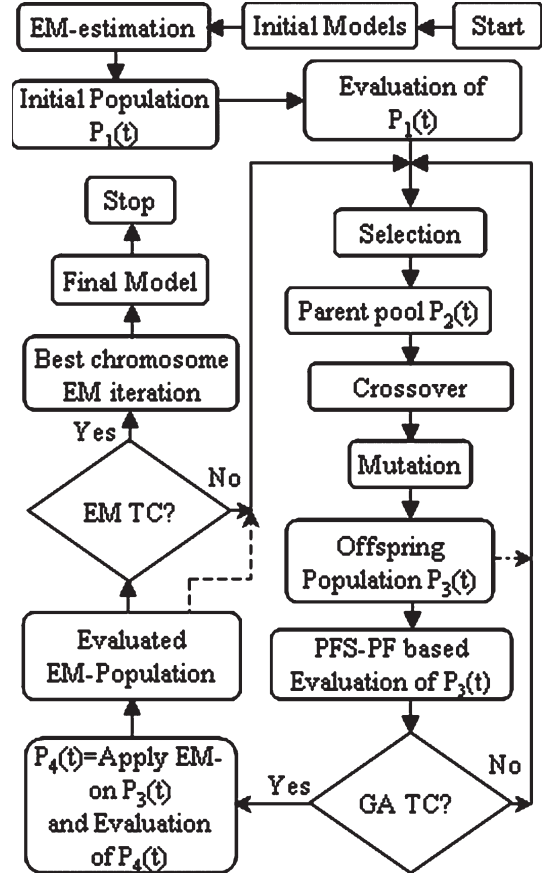 Start
Initial Models
EM-estimation
Initial Population
P₁(t)
Evaluation of
P₁(t)
Selection
Parent pool P₂(t)
Crossover
Mutation
Offspring
Population P₃(t)
PFS-PF based
Evaluation of P₃(t)
GA TC?
No
Yes
P₄(t)=Apply EM-
on P₃(t)
and Evaluation
of P₄(t)
Evaluated
EM-Population
EM TC?
No
Yes
Best chromosome
EM iteration
Final Model
Stop